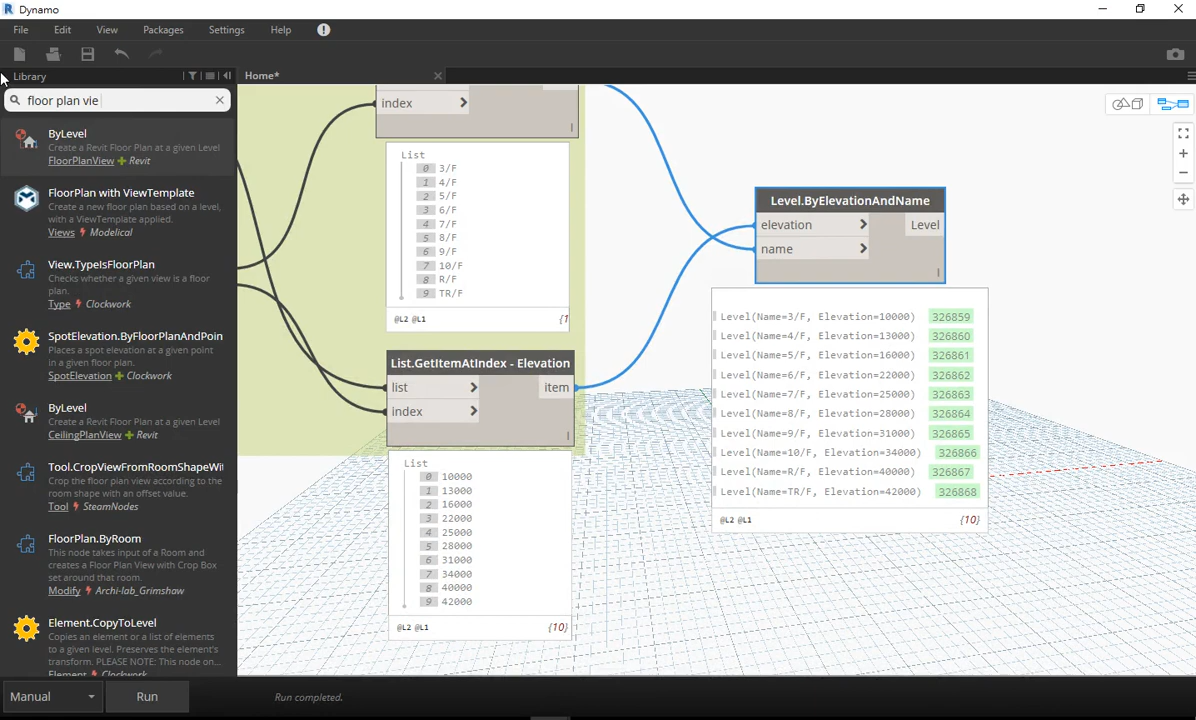 Dynamo
File Edit View Packages Settings Help
Library
Home*
floor plan vie
ByLevel
Create a Revit Floor Plan at a given Level
FloorPlanView Revit
FloorPlan with ViewTemplate
Create a new floor plan based on a level,
with a ViewTemplate applied.
Views Modelical
View.TypeIsFloorPlan
Checks whether a given view is a floor
plan.
Type Clockwork
SpotElevation.ByFloorPlanAndPoin
Places a spot elevation at a given point
in a given floor plan.
SpotElevation Clockwork
ByLevel
Create a Revit Floor Plan at a given Level
CeilingPlanView Revit
Tool.CropViewFromRoomShapeWit
Crop the floor plan view according to the
room shape with an offset value.
Tool SteamNodes
FloorPlan.ByRoom
This node takes input of a Room and
creates a Floor Plan View with Crop Box
set around that room.
Modify Archi-lab_Grimshaw
Element.CopyToLevel
Copies an element or a list of elements
to a given level. Preserves the element's
transform. PLEASE NOTE: This node on...
Element Clockwork
index >
List
0 3/F
1 4/F
2 5/F
3 6/F
4 7/F
5 8/F
6 9/F
7 10/F
8 R/F
9 TR/F
@L2 @L1 {1
List.GetItemAtIndex - Elevation
list > item
index >
List
0 10000
1 13000
2 16000
3 22000
4 25000
5 28000
6 31000
7 34000
8 40000
9 42000
@L2 @L1 {10}
Level.ByElevationAndName
elevation > Level
name >
Level(Name=3/F, Elevation=10000) 326859
Level(Name=4/F, Elevation=13000) 326860
Level(Name=5/F, Elevation=16000) 326861
Level(Name=6/F, Elevation=22000) 326862
Level(Name=7/F, Elevation=25000) 326863
Level(Name=8/F, Elevation=28000) 326864
Level(Name=9/F, Elevation=31000) 326865
Level(Name=10/F, Elevation=34000) 326866
Level(Name=R/F, Elevation=40000) 326867
Level(Name=TR/F, Elevation=42000) 326868
@L2 @L1 {10}
Manual Run Run completed.